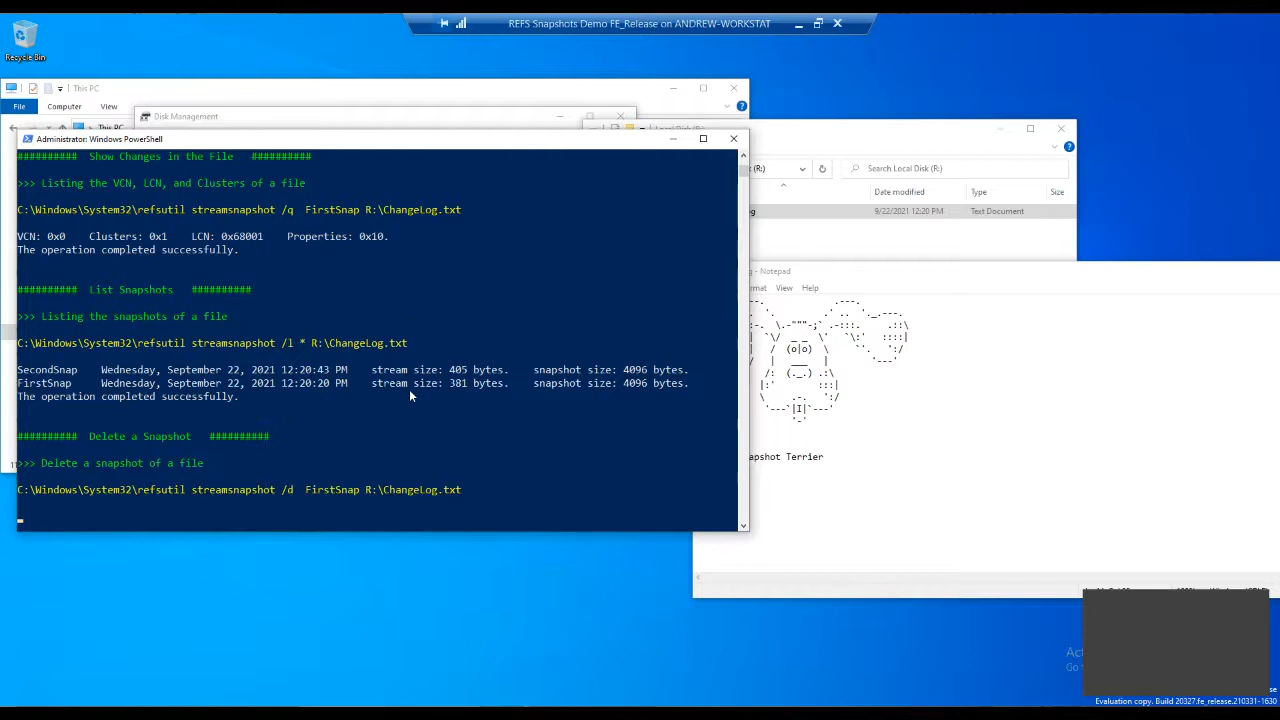 REFS Snapshots Demo FE_Release on ANDREW-WORKSTAT
Recycle Bin
This PC
File Computer View
Disk Management
This PC
Local Disk (R:)
Administrator: Windows PowerShell
########## Show Changes in the File ##########
>>> Listing the VCN, LCN, and Clusters of a file
C:\Windows\System32\refsutil streamsnapshot /q FirstSnap R:\ChangeLog.txt
VCN: 0x0 Clusters: 0x1 LCN: 0x68001 Properties: 0x10.
The operation completed successfully.
########## List Snapshots ##########
>>> Listing the snapshots of a file
C:\Windows\System32\refsutil streamsnapshot /l * R:\ChangeLog.txt
SecondSnap Wednesday, September 22, 2021 12:20:43 PM stream size: 405 bytes. snapshot size: 4096 bytes.
FirstSnap Wednesday, September 22, 2021 12:20:20 PM stream size: 381 bytes. snapshot size: 4096 bytes.
The operation completed successfully.
########## Delete a Snapshot ##########
>>> Delete a snapshot of a file
C:\Windows\System32\refsutil streamsnapshot /d FirstSnap R:\ChangeLog.txt
(R:)
Search Local Disk (R:)
Date modified Type Size
9/22/2021 12:20 PM Text Document
- Notepad
View Help
apshot Terrier
Evaluation copy. Build 20327.fe_release.210331-1630